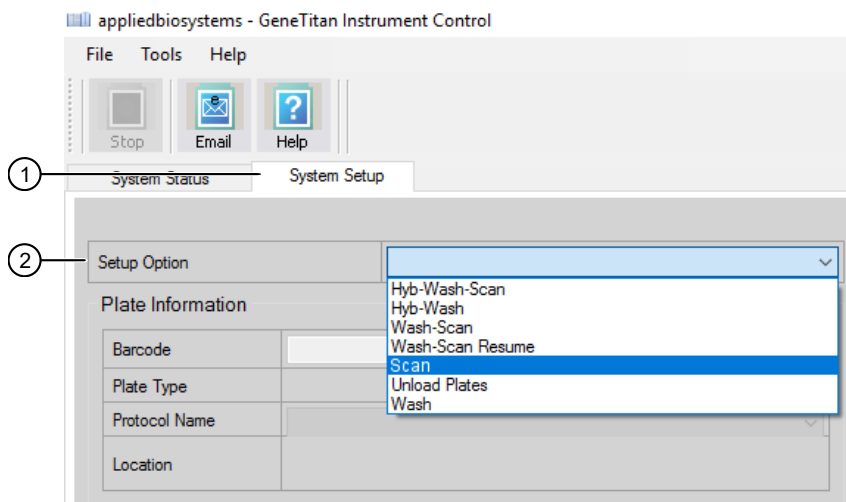 appliedbiosystems - GeneTitan Instrument Control
File Tools Help
Stop Email Help
1 System Status System Setup
2 Setup Option
Hyb-Wash-Scan
Hyb-Wash
Plate Information
Wash-Scan
Barcode Wash-Scan Resume
Scan
Plate Type Unload Plates
Wash
Protocol Name
Location